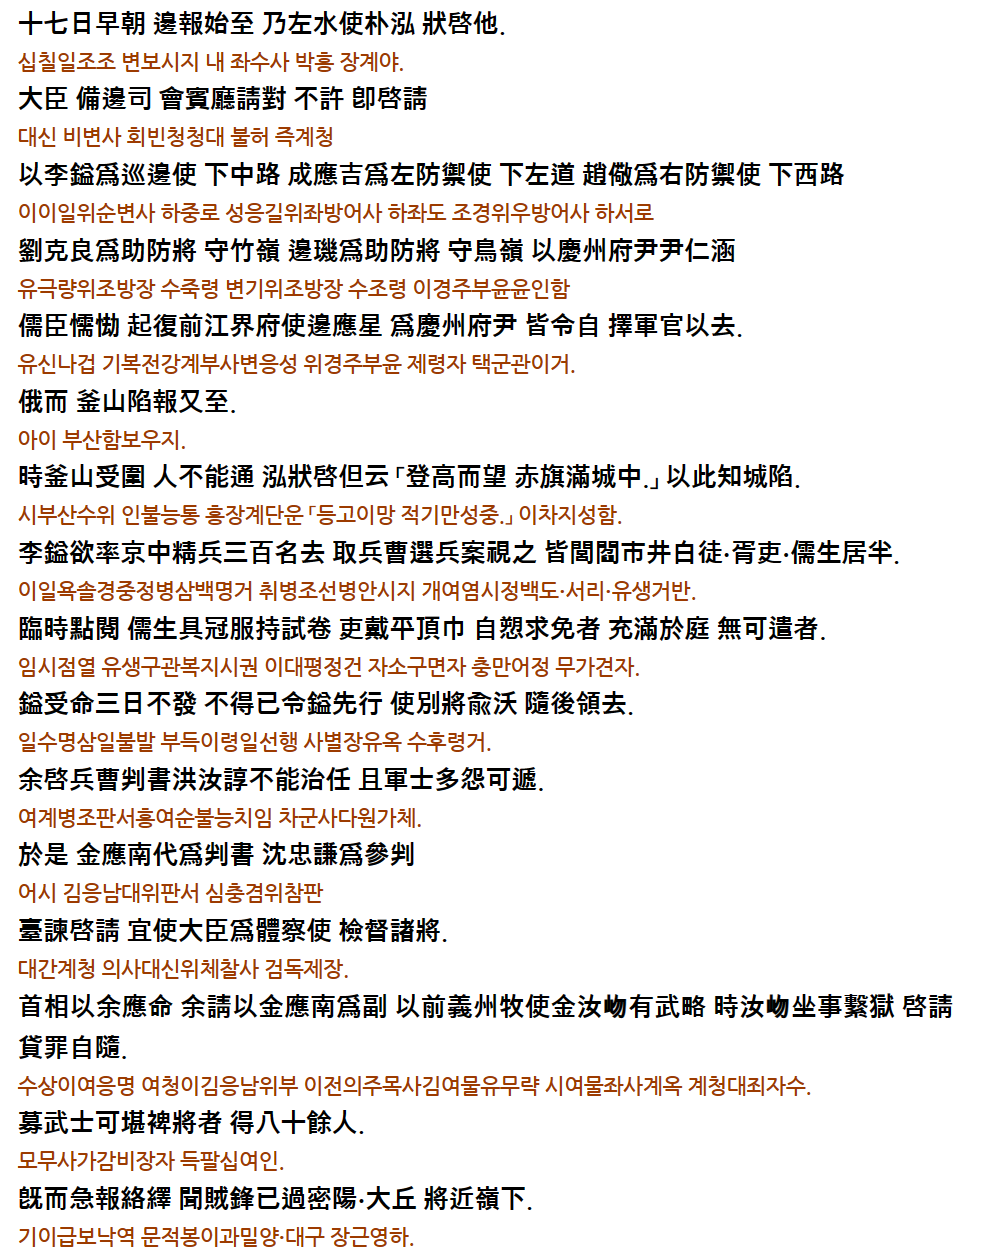 十七日早朝 邊報始至 乃左水使朴泓 狀啓他.
십칠일조조 변보시지 내 좌수사 박홍 장계야.
大臣 備邊司 會賓廳請對 不許 卽啓請
대신 비변사 회빈청청대 불허 즉계청
以李鎰爲巡邊使 下中路 成應吉爲左防禦使 下左道 趙儆爲右防禦使 下西路
이이일위순변사 하중로 성응길위좌방어사 하좌도 조경위우방어사 하서로
劉克良爲助防將 守竹嶺 邊璣爲助防將 守鳥嶺 以慶州府尹尹仁涵
유극량위조방장 수죽령 변기위조방장 수조령 이경주부윤윤인함
儒臣懦㤼 起復前江界府使邊應星 爲慶州府尹 皆令自 擇軍官以去.
유신나겁 기복전강계부사변응성 위경주부윤 제령자 택군관이거.
俄而 釜山陷報又至.
아이 부산함보우지.
時釜山受圍 人不能通 泓狀啓但云「登高而望 赤旗滿城中.」以此知城陷.
시부산수위 인불능통 홍장계단운「등고이망 적기만성중.」이차지성함.
李鎰欲率京中精兵三百名去 取兵曹選兵案視之 皆閭閻市井白徒·胥吏·儒生居半.
이일욕솔경중정병삼백명거 취병조선병안시지 개여염시정백도·서리·유생거반.
臨時點閱 儒生具冠服持試卷 吏戴平頂巾 自愬求免者 充滿於庭 無可遣者.
임시점열 유생구관복지시권 이대평정건 자소구면자 충만어정 무가견자.
鎰受命三日不發 不得已令鎰先行 使別將兪沃 隨後領去.
일수명삼일불발 부득이령일선행 사별장유옥 수후령거.
余啓兵曹判書洪汝諄不能治任 且軍士多怨可遞.
여계병조판서홍여순불능치임 차군사다원가체.
於是 金應南代爲判書 沈忠謙爲參判
어시 김응남대위판서 심충겸위참판
臺諫啓請 宜使大臣爲體察使 檢督諸將.
대간계청 의사대신위체찰사 검독제장.
首相以余應命 余請以金應南爲副 以前義州牧使金汝岉有武略 時汝岉坐事繫獄 啓請
貸罪自隨.
수상이여응명 여청이김응남위부 이전의주목사김여물유무략 시여물좌사계옥 계청대죄자수.
募武士可堪裨將者 得八十餘人.
모무사가감비장자 득팔십여인.
旣而急報絡繹 聞賊鋒已過密陽·大丘 將近嶺下.
기이급보낙역 문적봉이과밀양·대구 장근영하.